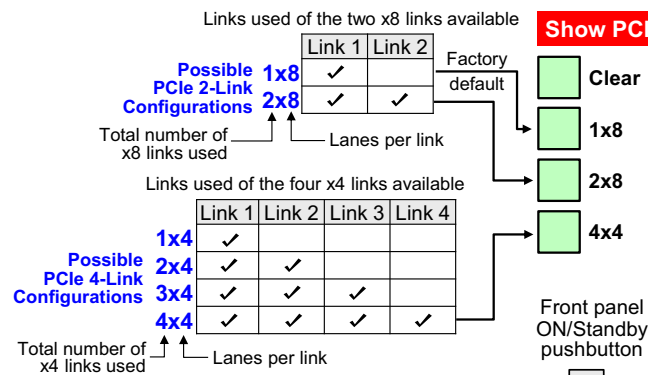 Links used of the two x8 links available
Show PCI
Link 1 Link 2
Factory
default
Clear
Possible
PCIe 2-Link
Configurations
1x8 ✓
2x8 ✓ ✓
1x8
Total number of
x8 links used
Lanes per link
2x8
Links used of the four x4 links available
Link 1 Link 2 Link 3 Link 4
4x4
Possible
PCIe 4-Link
Configurations
1x4 ✓
2x4 ✓ ✓
3x4 ✓ ✓ ✓
4x4 ✓ ✓ ✓ ✓
Total number of
x4 links used
Lanes per link
Front panel
ON/Standby
pushbutton